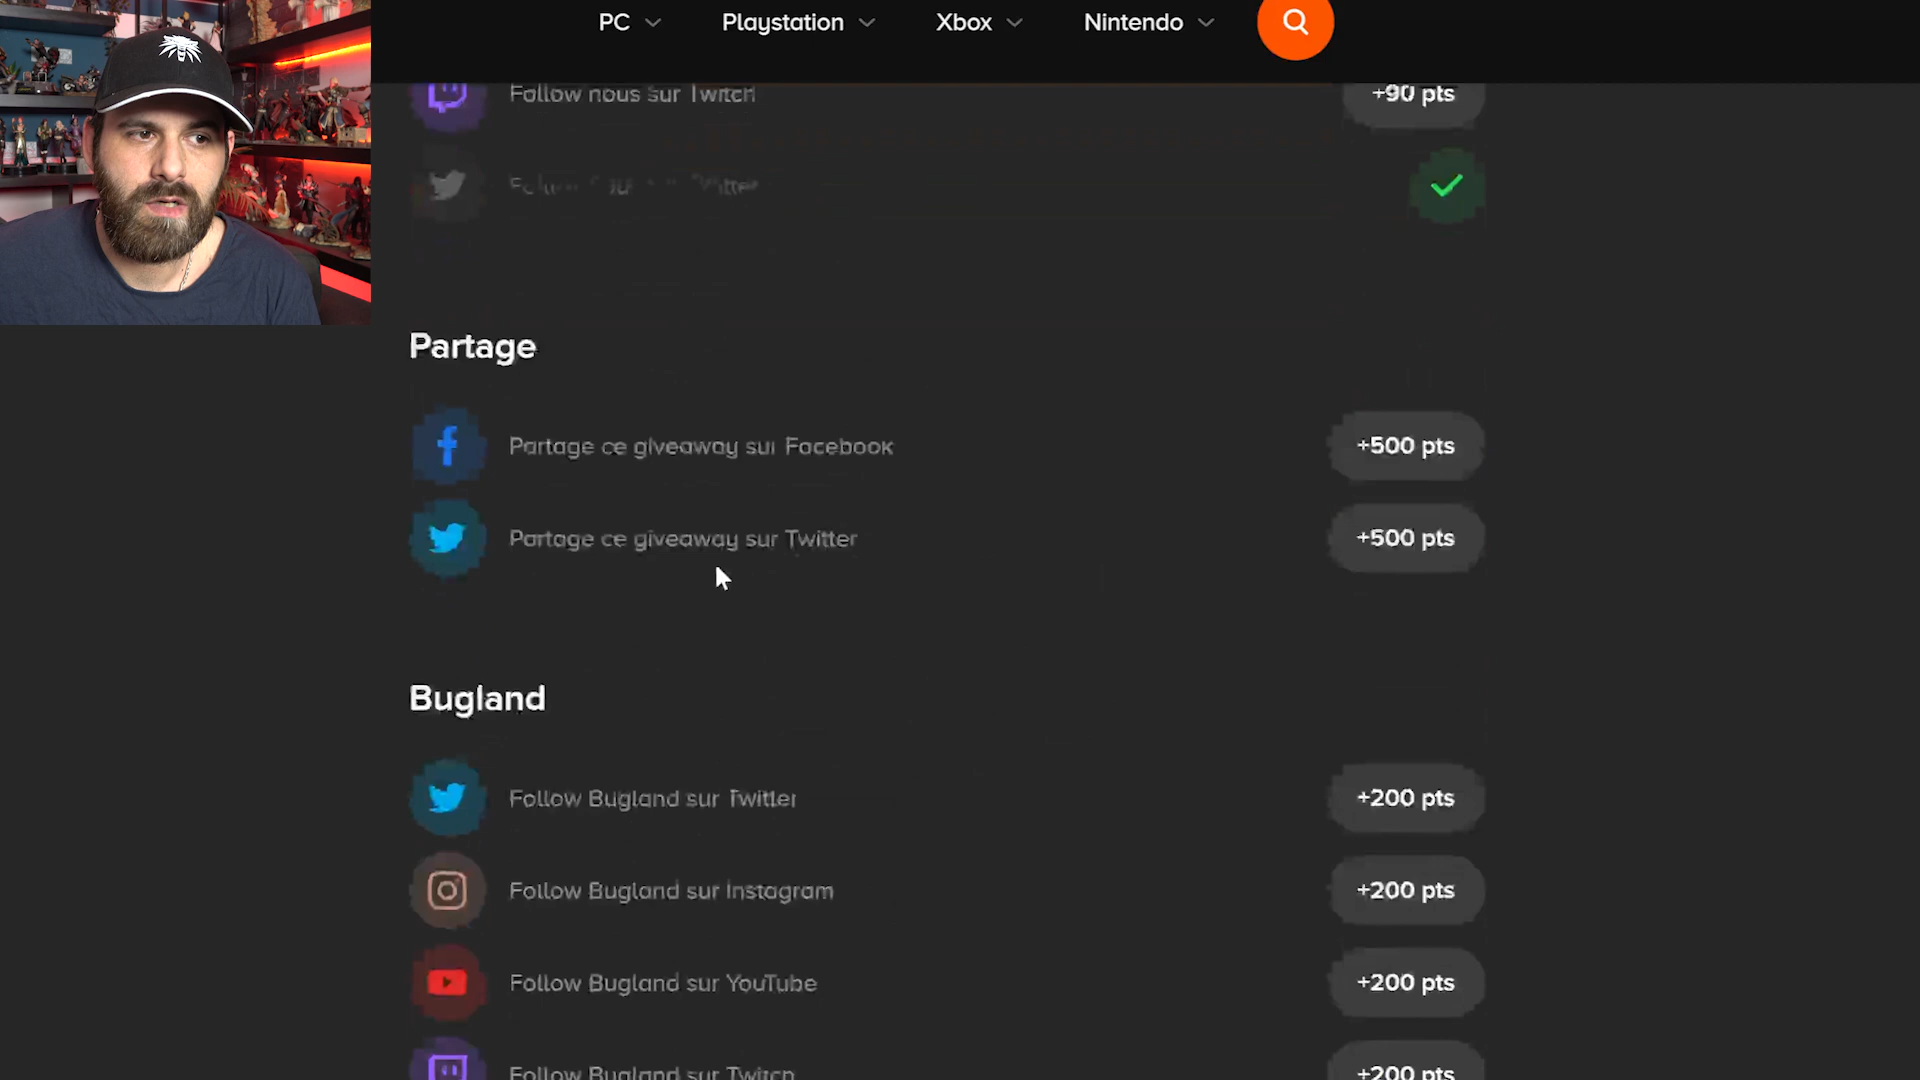 PC
Playstation
Xbox
Nintendo
Follow nous sur Twitch
+90 pts
Twitter
Partage
Partage ce giveaway sur Facebook
+500 pts
Partage ce giveaway sur Twitter
+500 pts
Bugland
Follow Bugland sur Twitter
+200 pts
Follow Bugland sur Instagram
+200 pts
Follow Bugland sur YouTube
+200 pts
Follow Bugland sur Twitch
+200 pts